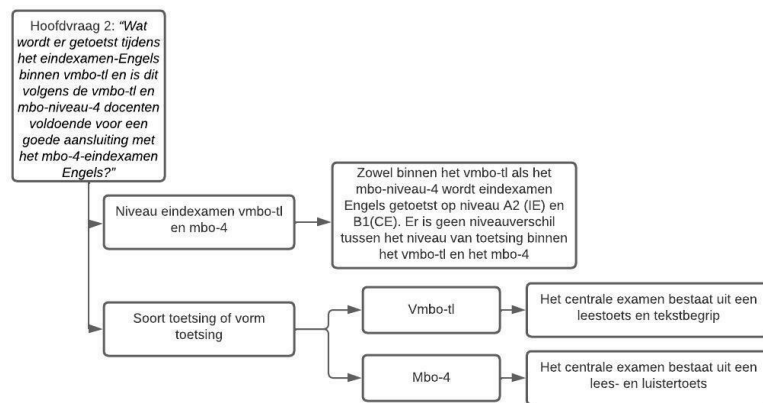 Hoofdvraag 2: “Wat
wordt er getoetst tijdens
het eindexamen-Engels
binnen vmbo-tl en is dit
volgens de vmbo-tl en
mbo-niveau-4 docenten
voldoende voor een
goede aansluiting met
het mbo-4-eindexamen
Engels?”
Niveau eindexamen vmbo-tl
en mbo-4
Zowel binnen het vmbo-tl als het
mbo-niveau-4 wordt eindexamen
Engels getoetst op niveau A2 (IE) en
B1(CE). Er is geen niveauverschil
tussen het niveau van toetsing binnen
het vmbo-tl en het mbo-4
Soort toetsing of vorm
toetsing
Vmbo-tl
Het centrale examen bestaat uit een
leestoets en tekstbegrip
Mbo-4
Het centrale examen bestaat uit een
lees- en luistertoets